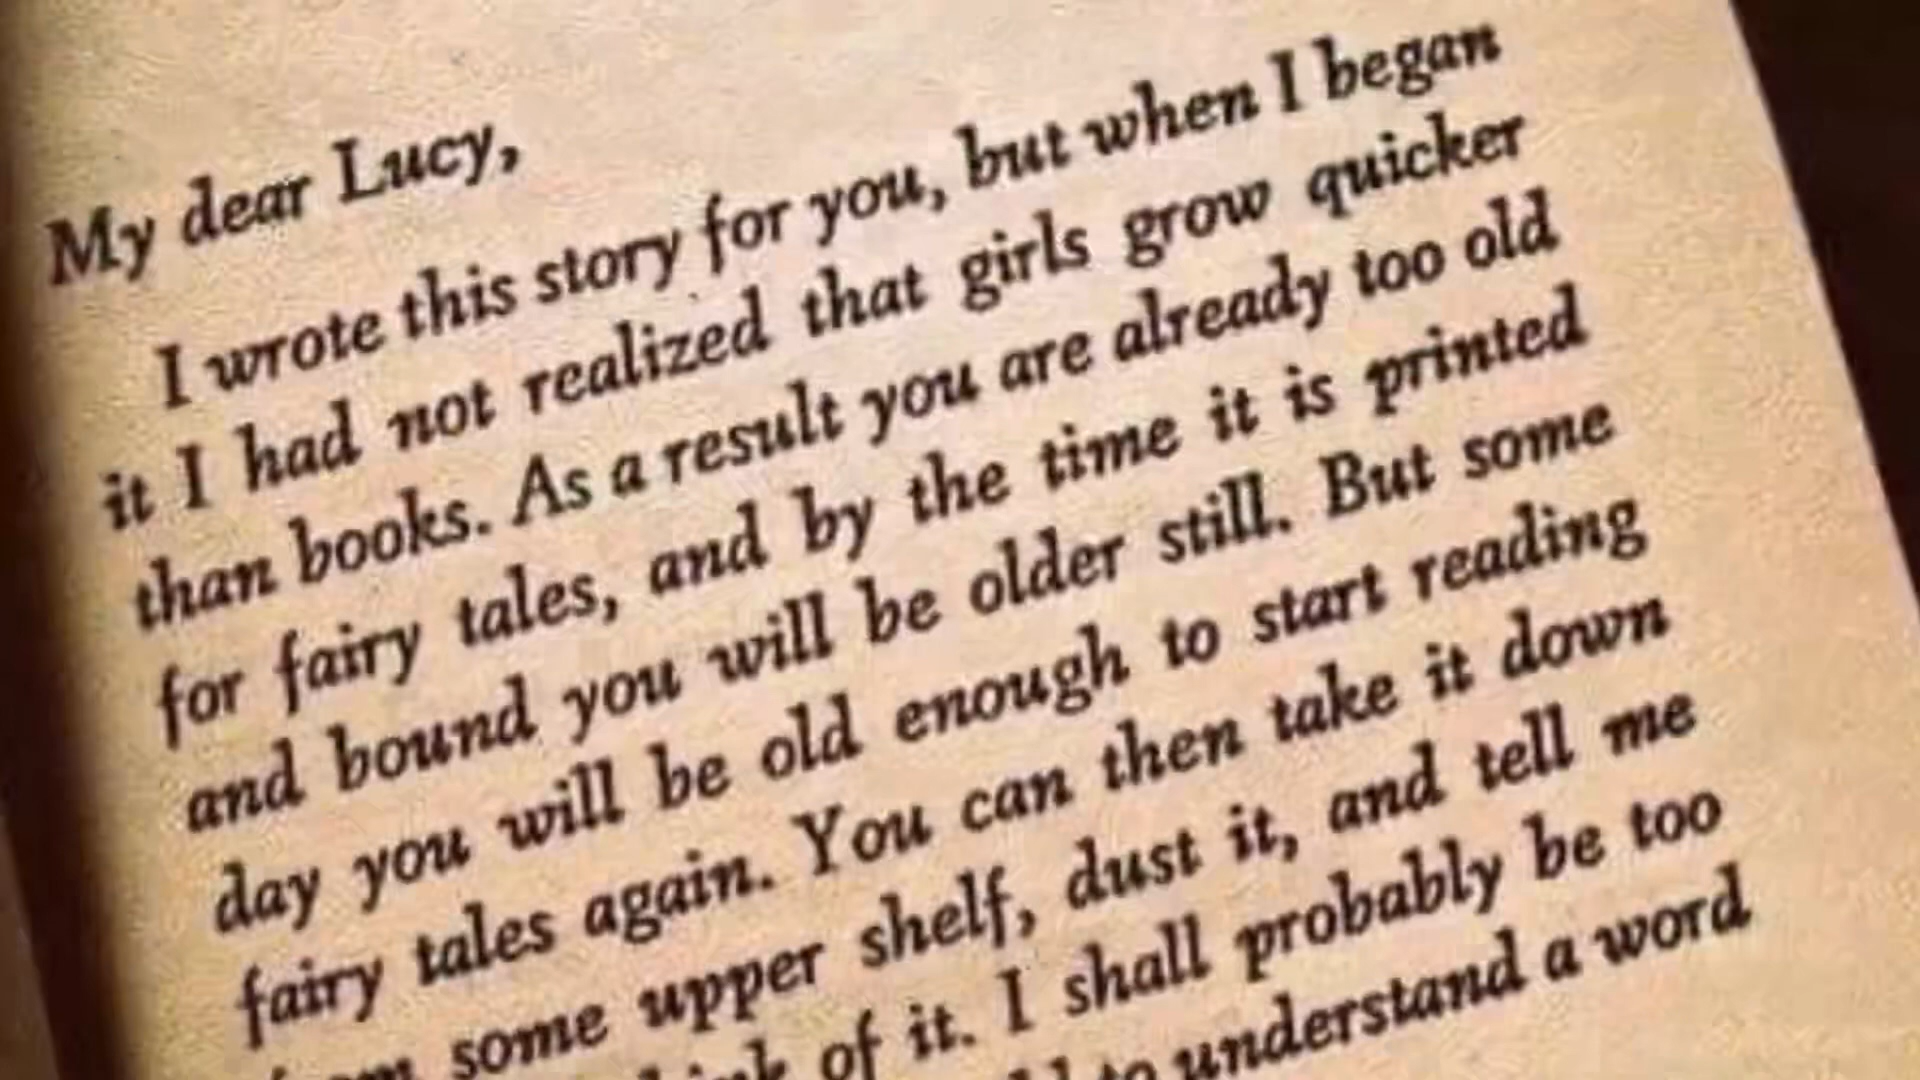 My dear Lucy,
I wrote this story for you, but when I began
it I had not realized that girls grow quicker
than books. As a result you are already too old
for fairy tales, and by the time it is printed
and bound you will be older still. But some
day you will be old enough to start reading
fairy tales again. You can then take it down
some upper shelf, dust it, and tell me
of it. I shall probably be too
to understand a word